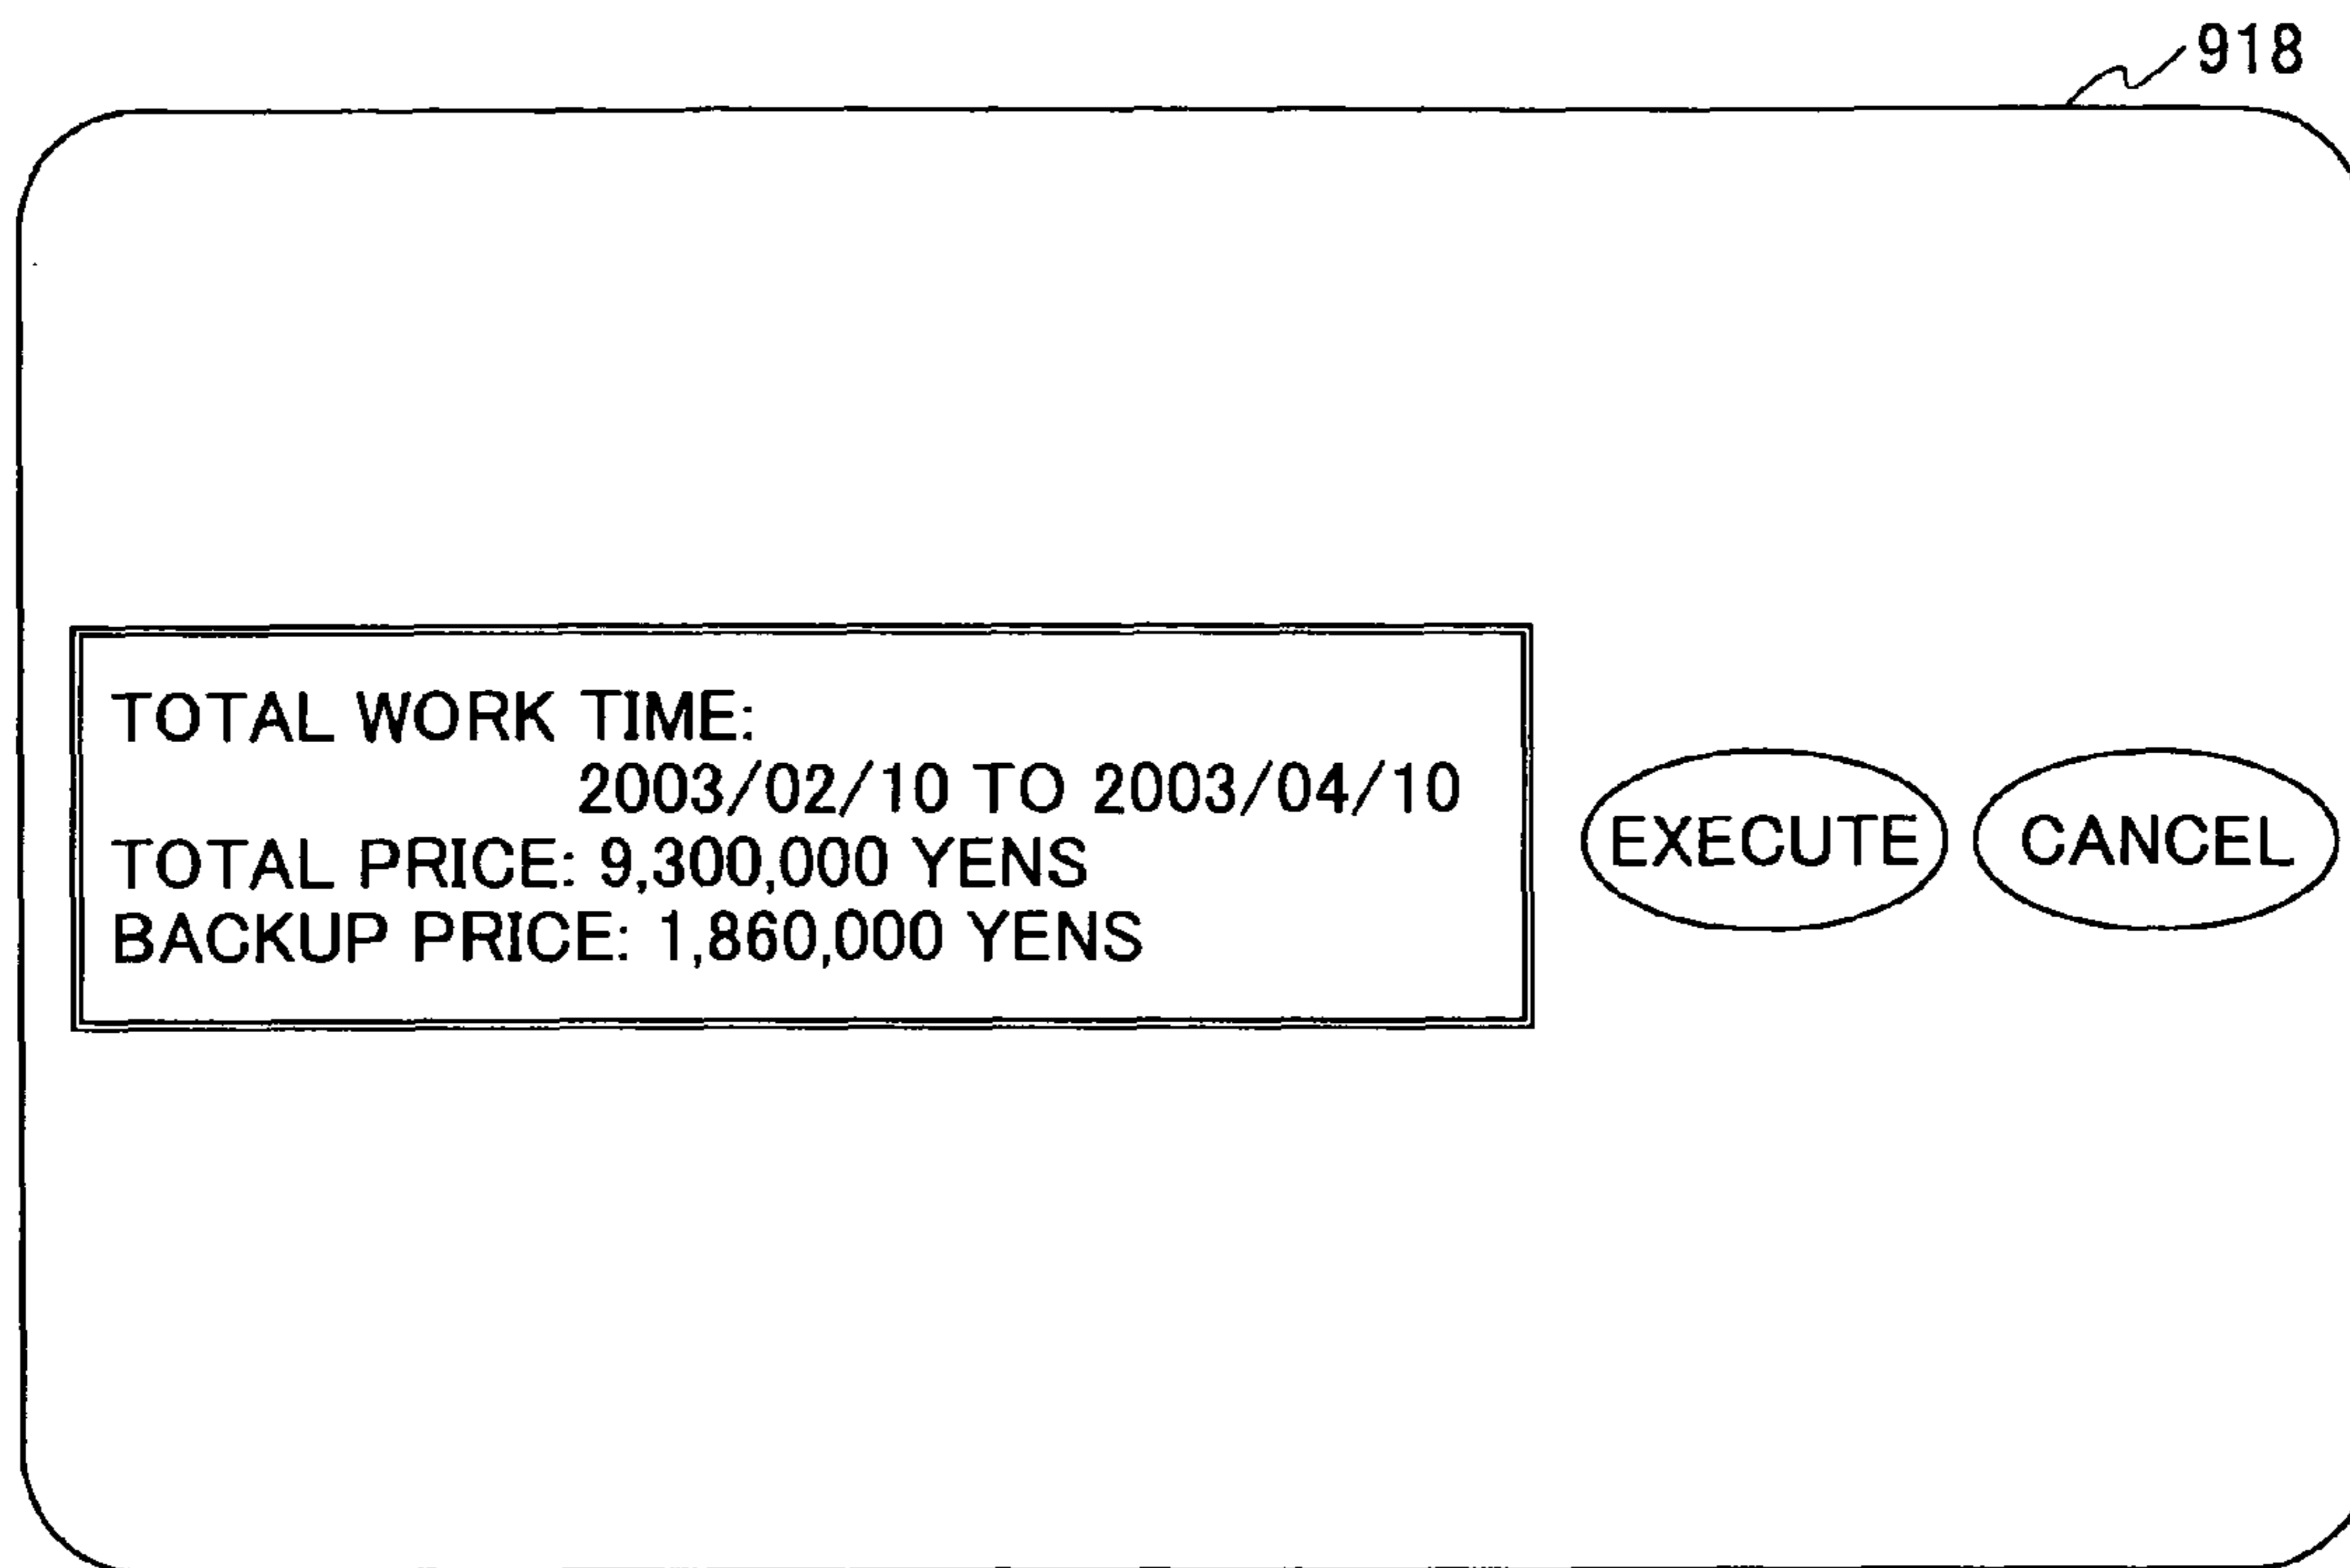 918
TOTAL WORK TIME:
2003/02/10 TO 2003/04/10
TOTAL PRICE: 9,300,000 YENS
BACKUP PRICE: 1,860,000 YENS
EXECUTE
CANCEL